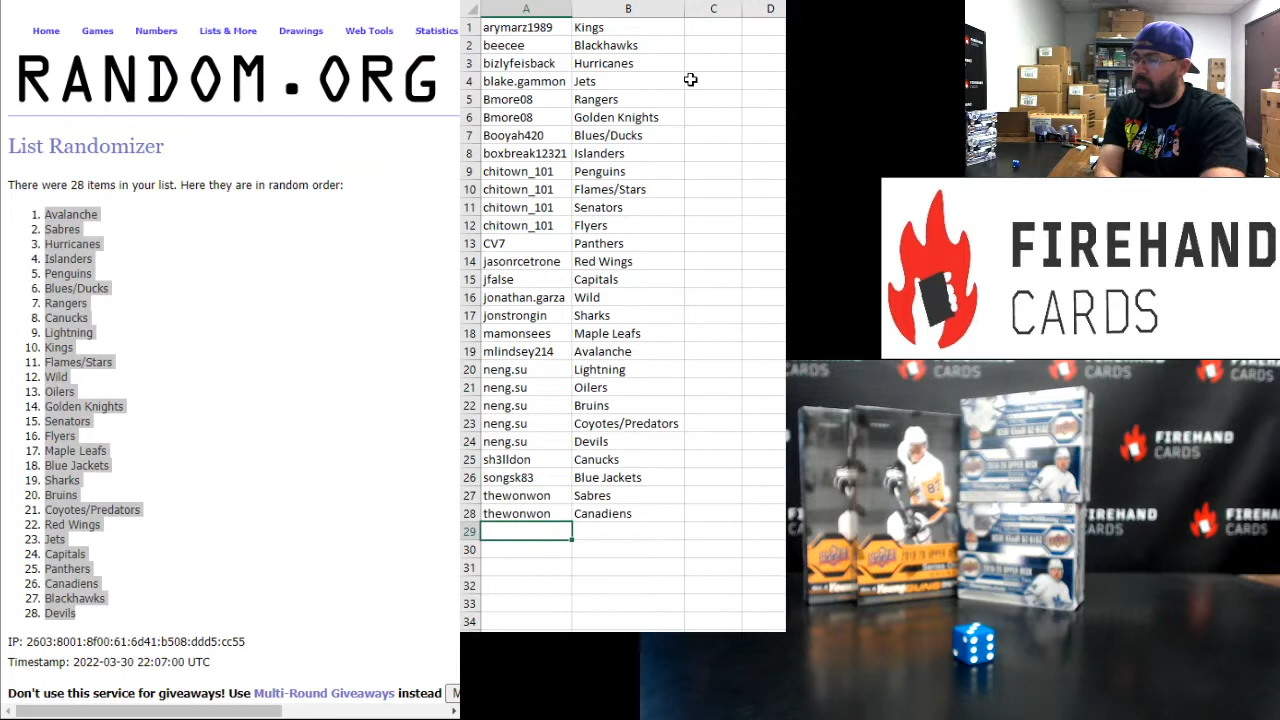 Home Games Numbers Lists & More Drawings Web Tools Statistics
RANDOM.ORG
List Randomizer
There were 28 items in your list. Here they are in random order:
1. Avalanche
2. Sabres
3. Hurricanes
4. Islanders
5. Penguins
6. Blues/Ducks
7. Rangers
8. Canucks
9. Lightning
10. Kings
11. Flames/Stars
12. Wild
13. Oilers
14. Golden Knights
15. Senators
16. Flyers
17. Maple Leafs
18. Blue Jackets
19. Sharks
20. Bruins
21. Coyotes/Predators
22. Red Wings
23. Jets
24. Capitals
25. Panthers
26. Canadiens
27. Blackhawks
28. Devils
IP: 2603:8001:8f00:61:6d41:b508:ddd5:cc55
Timestamp: 2022-03-30 22:07:00 UTC
Don't use this service for giveaways! Use Multi-Round Giveaways instead
A B C D
1 arymarz1989 Kings
2 beecee Blackhawks
3 bizlyfeisback Hurricanes
4 blake.gammon Jets
5 Bmore08 Rangers
6 Bmore08 Golden Knights
7 Booyah420 Blues/Ducks
8 boxbreak12321 Islanders
9 chitown_101 Penguins
10 chitown_101 Flames/Stars
11 chitown_101 Senators
12 chitown_101 Flyers
13 CV7 Panthers
14 jasonrcetrone Red Wings
15 jfalse Capitals
16 jonathan.garza Wild
17 jonstrongin Sharks
18 mamonsees Maple Leafs
19 mlindsey214 Avalanche
20 neng.su Lightning
21 neng.su Oilers
22 neng.su Bruins
23 neng.su Coyotes/Predators
24 neng.su Devils
25 sh3lldon Canucks
26 songsk83 Blue Jackets
27 thewonwon Sabres
28 thewonwon Canadiens
29
30
31
32
33
34
FIREHAND
CARDS
CARDS
CARDS
FIREHAND
CARDS
FIREHAND
CARDS